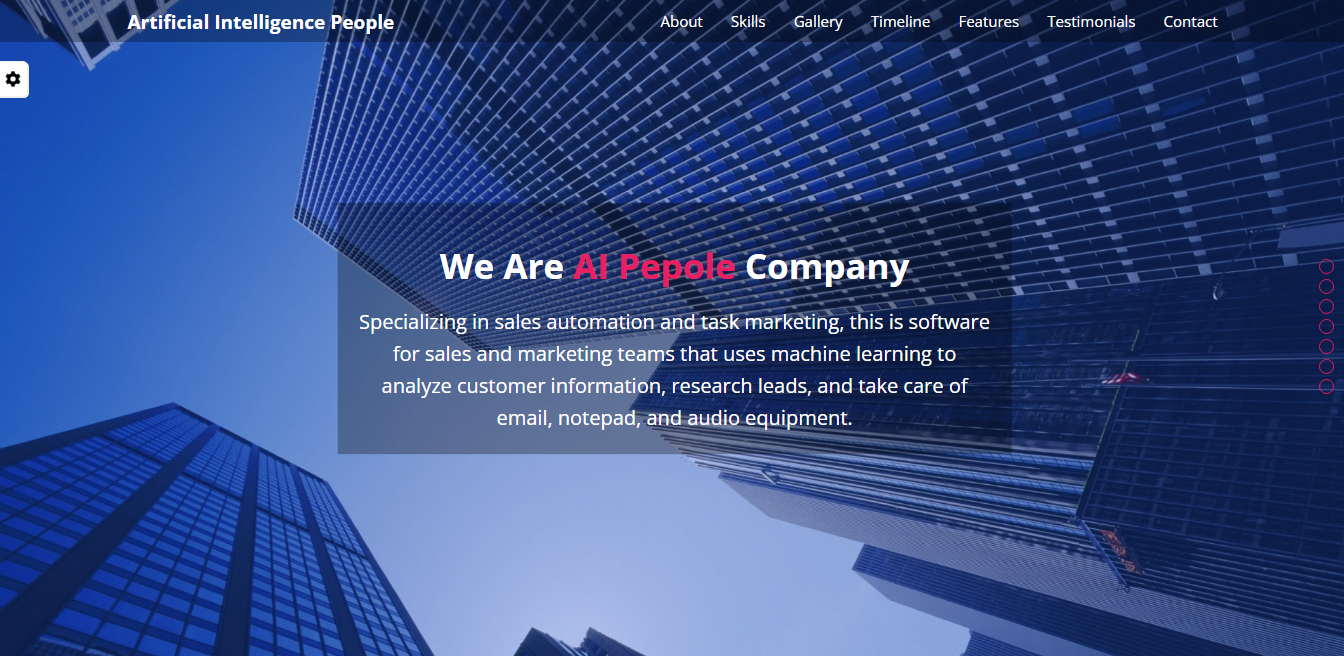 Artificial Intelligence People
About Skills Gallery Timeline Features Testimonials Contact
We Are AI Pepole Company
Specializing in sales automation and task marketing, this is software
for sales and marketing teams that uses machine learning to
analyze customer information, research leads, and take care of
email, notepad, and audio equipment.